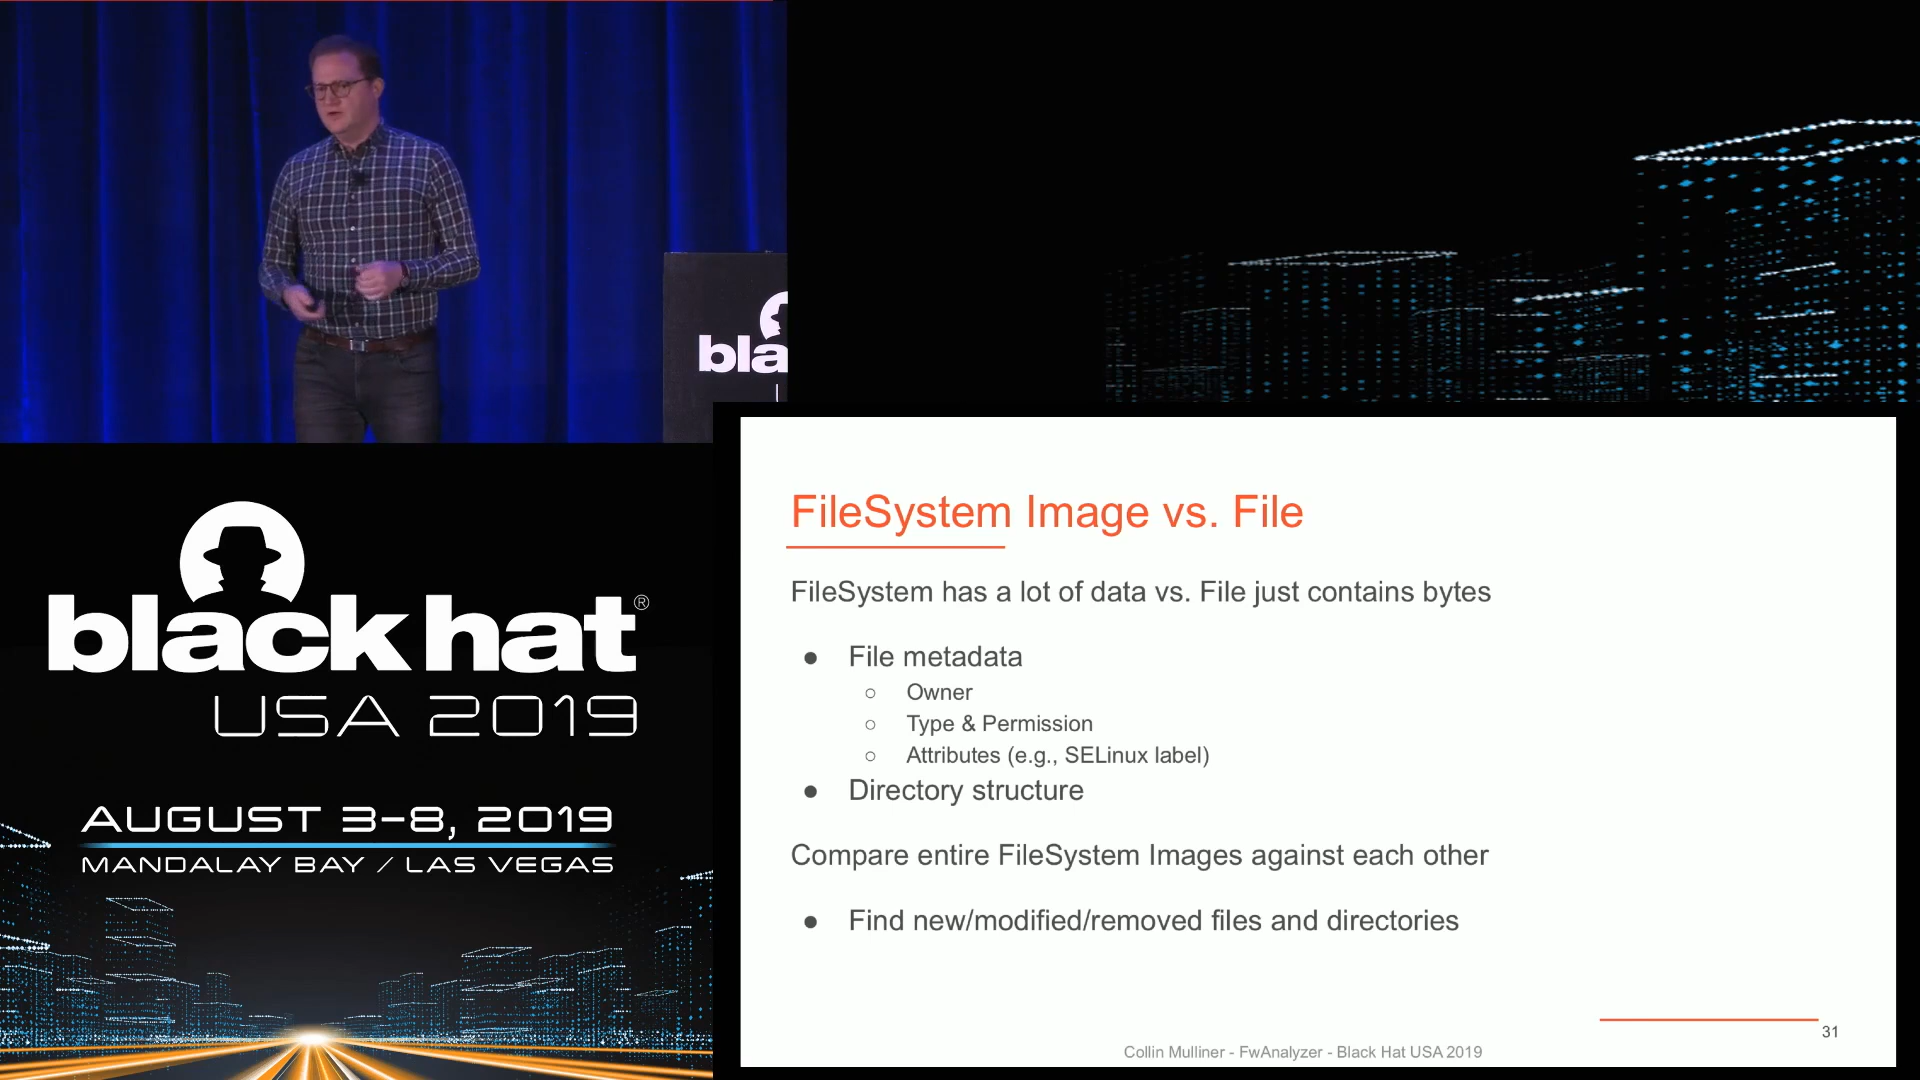 bla
blackhat®
USA 2019
AUGUST 3-8, 2019
MANDALAY BAY / LAS VEGAS
FileSystem Image vs. File
FileSystem has a lot of data vs. File just contains bytes
● File metadata
○ Owner
○ Type & Permission
○ Attributes (e.g., SELinux label)
● Directory structure
Compare entire FileSystem Images against each other
● Find new/modified/removed files and directories
31
Collin Mulliner - FwAnalyzer - Black Hat USA 2019